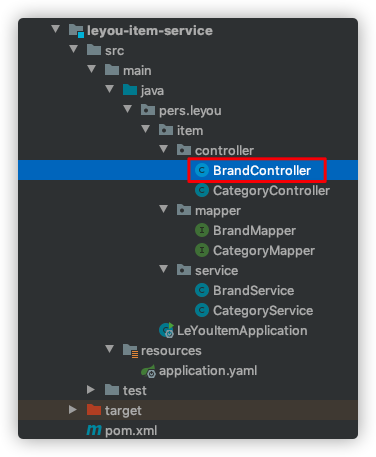 leyou-item-service
src
main
java
pers.leyou
item
controller
BrandController
CategoryController
mapper
BrandMapper
CategoryMapper
service
BrandService
CategoryService
LeYouItemApplication
resources
application.yaml
test
target
pom.xml